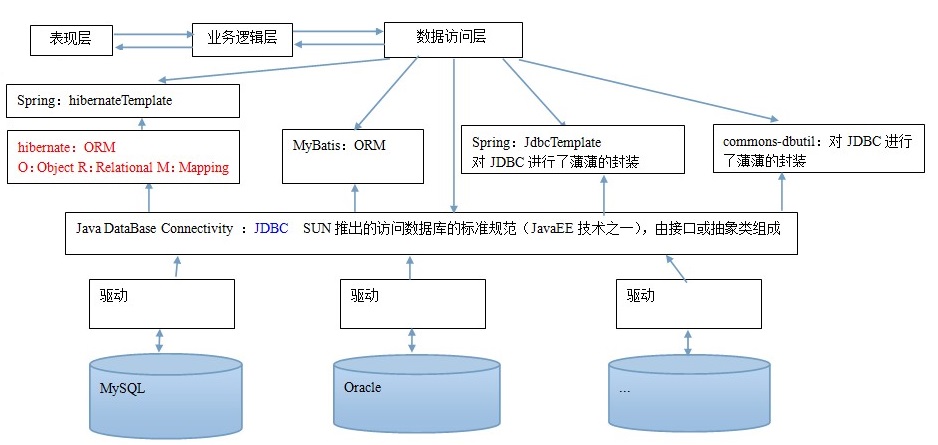 表现层
业务逻辑层
数据访问层
Spring：hibernateTemplate
hibernate：ORM
O：Object R：Relational M：Mapping
MyBatis：ORM
Spring：JdbcTemplate
对 JDBC 进行了薄薄的封装
commons-dbutil：对 JDBC 进行
了薄薄的封装
Java DataBase Connectivity ：JDBC SUN 推出的访问数据库的标准规范（JavaEE 技术之一），由接口或抽象类组成
驱动
驱动
驱动
MySQL
Oracle
...